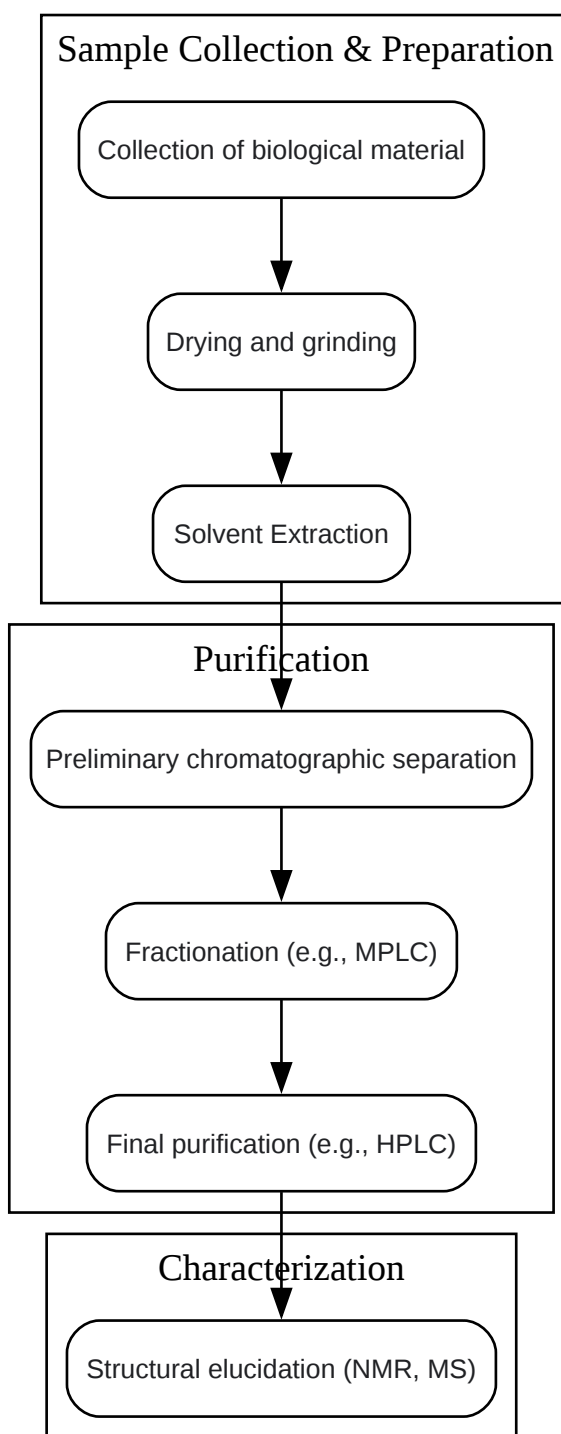 Sample Collection & Preparation
Collection of biological material
Drying and grinding
Solvent Extraction
Purification
Preliminary chromatographic separation
Fractionation (e.g., MPLC)
Final purification (e.g., HPLC)
Characterization
Structural elucidation (NMR, MS)